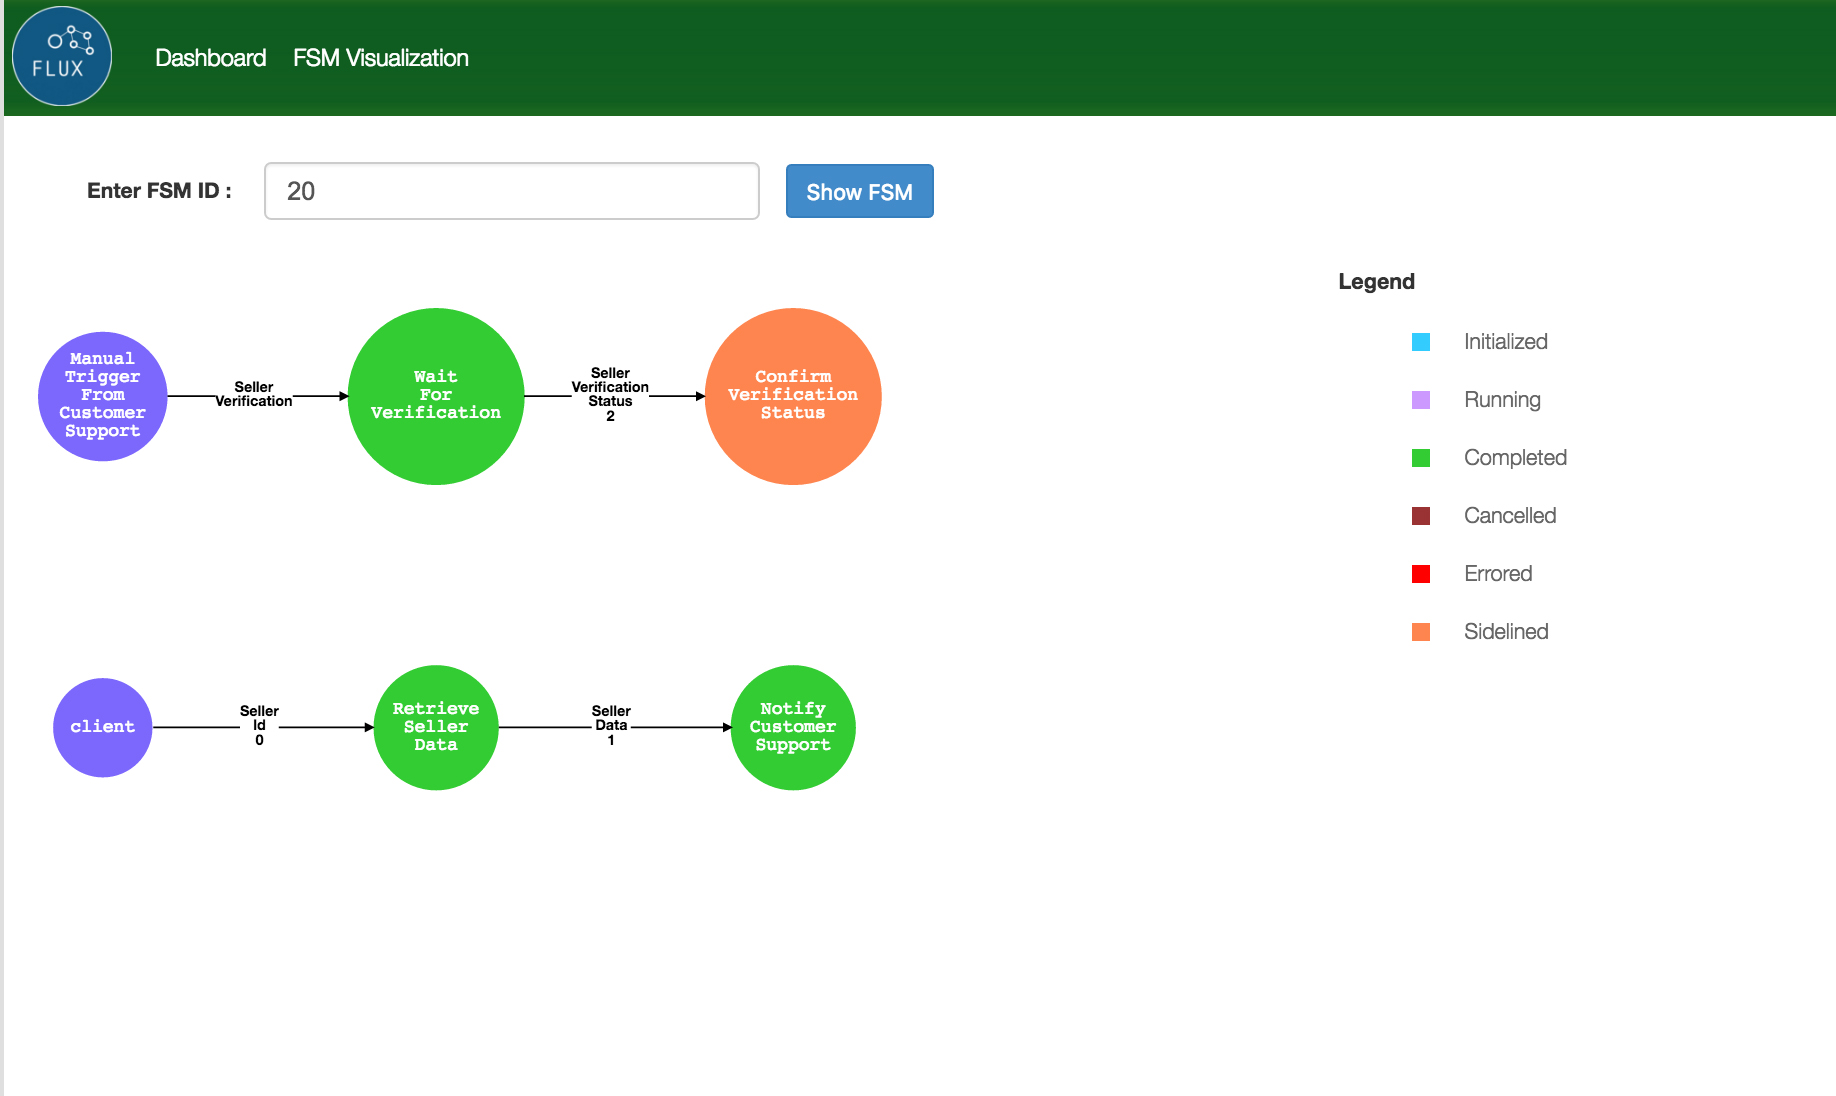 FLUX
Dashboard
FSM Visualization
Enter FSM ID :
20
Show FSM
Legend
Initialized
Running
Completed
Cancelled
Errored
Sidelined
Manual
Trigger
From
Customer
Support
Seller
Verification
Wait
For
Verification
Seller
Verification
Status
2
Confirm
Verification
Status
client
Seller
Id
0
Retrieve
Seller
Data
Seller
Data
1
Notify
Customer
Support